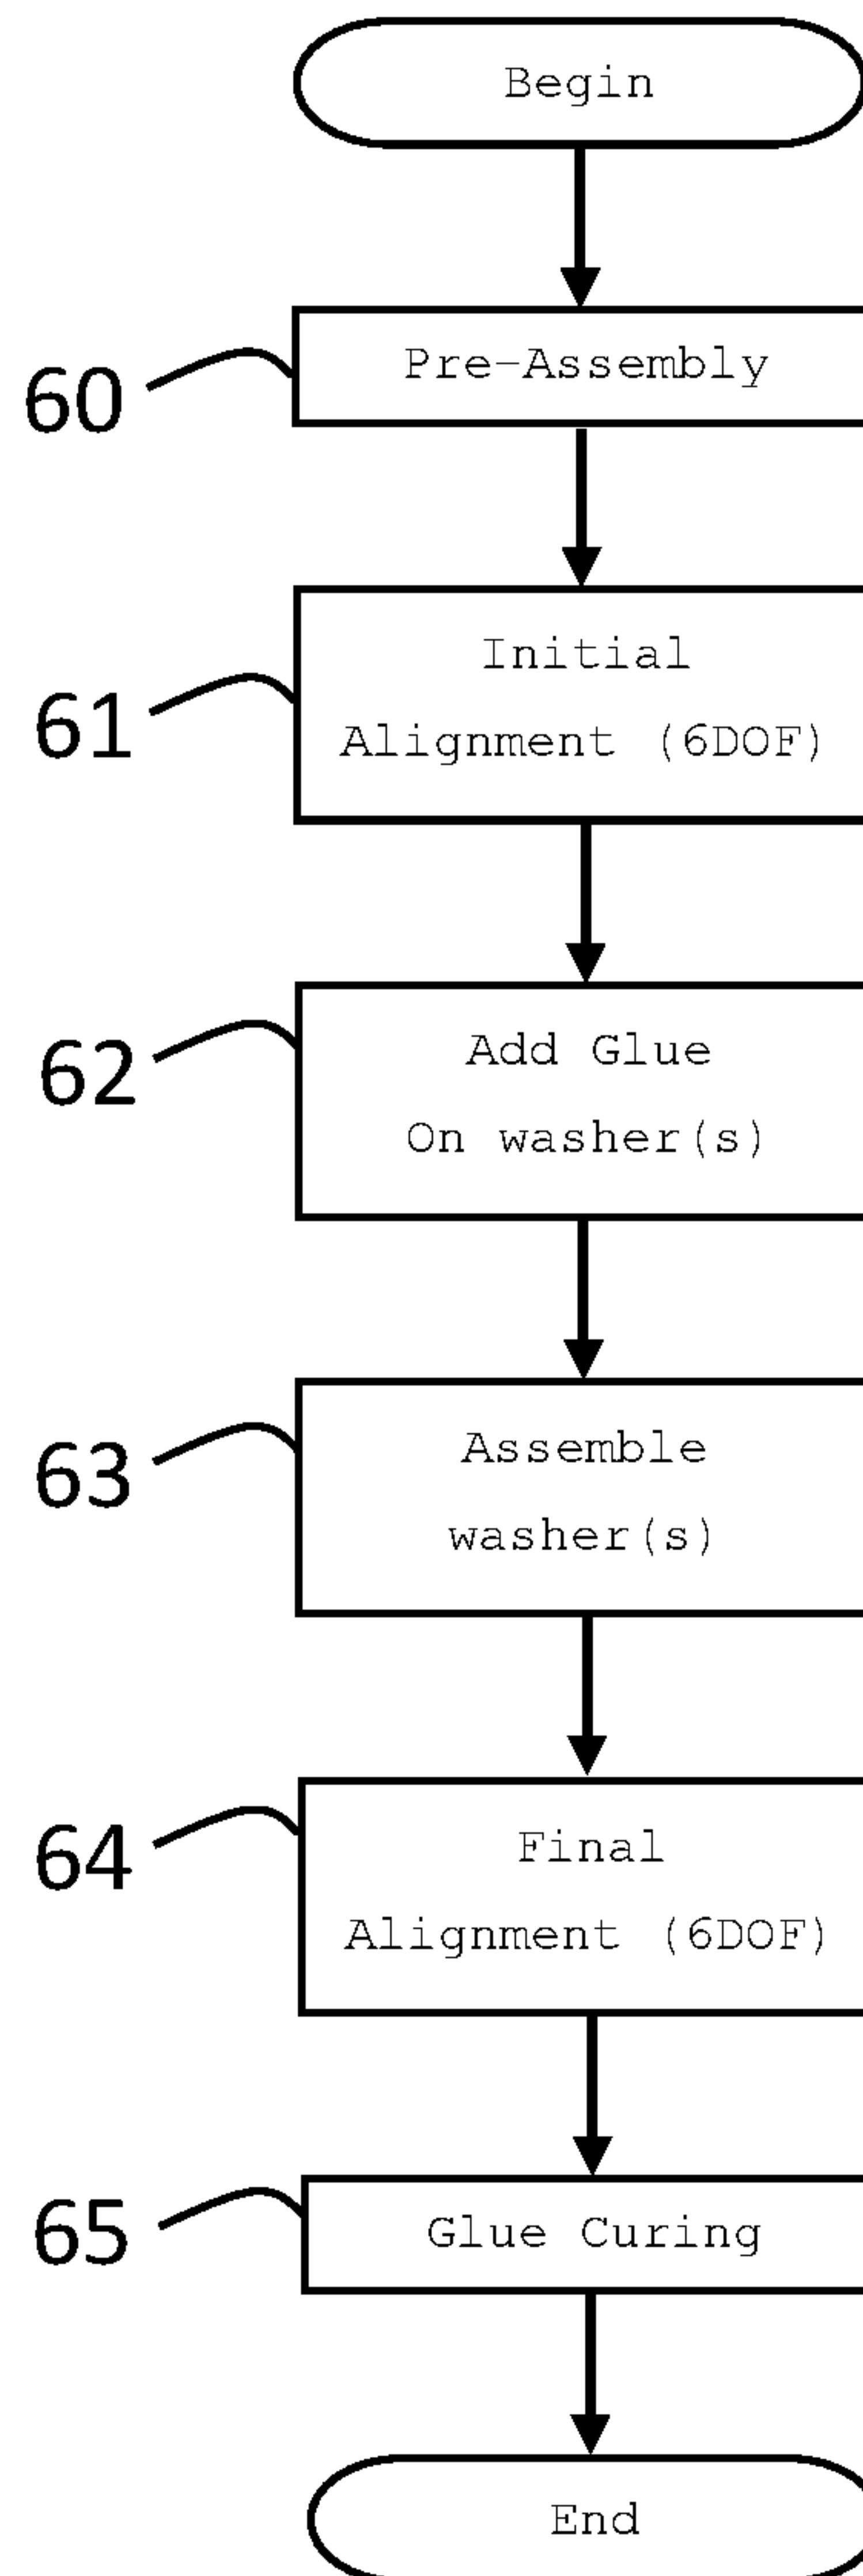 Begin
60
Pre-Assembly
61
Initial
Alignment (6DOF)
62
Add Glue
On washer(s)
63
Assemble
washer(s)
64
Final
Alignment (6DOF)
65
Glue Curing
End